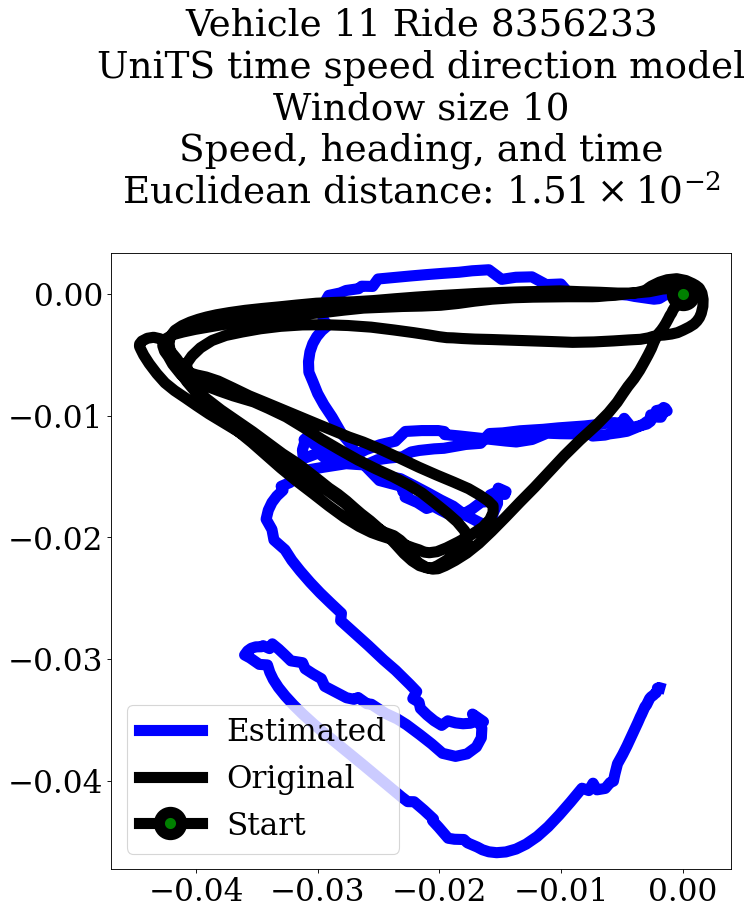 Vehicle 11 Ride 8356233
UniTS time speed direction model
Window size 10
Speed, heading, and time
Euclidean distance: 1.51 × 10⁻²
0.00
−0.01
−0.02
−0.03
−0.04
Estimated
Original
Start
−0.04 −0.03 −0.02 −0.01 0.00